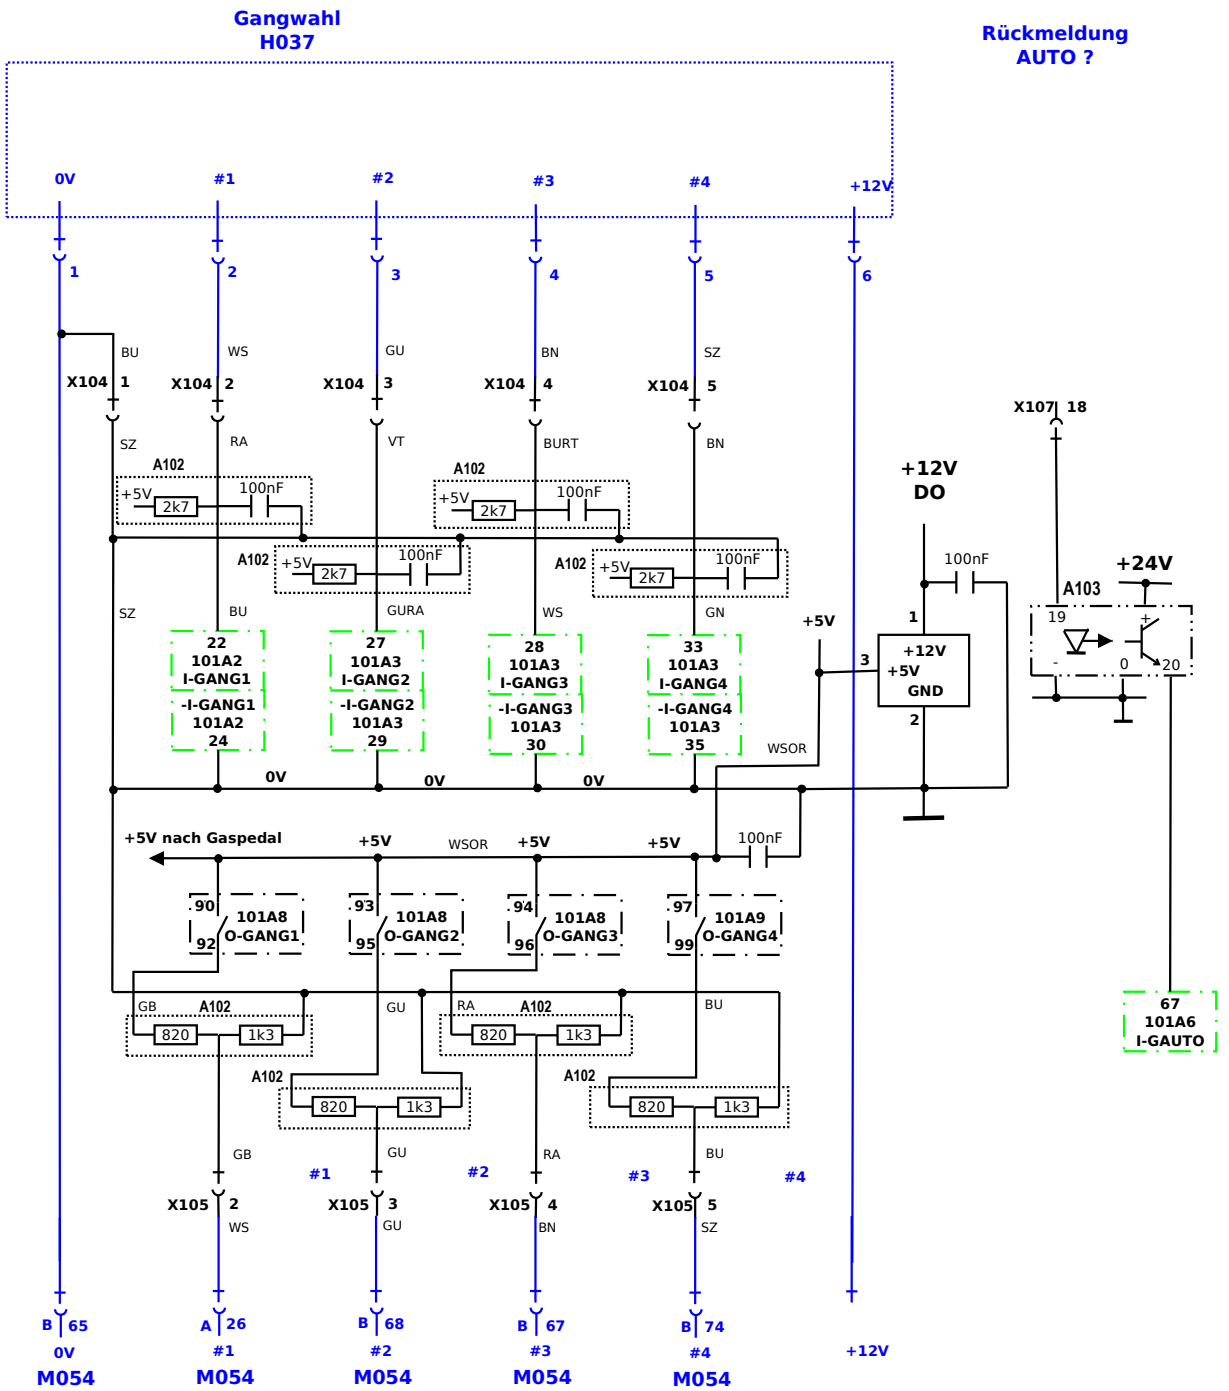 Gangwahl
H037
Rückmeldung
AUTO ?
0V
#1
#2
#3
#4
+12V
1
2
3
4
5
6
BU
WS
GU
BN
SZ
X104 1
X104 2
X104 3
X104 4
X104 5
X107 18
SZ
RA
VT
BURT
BN
A102
A102
+12V
DO
+5V 2k7 100nF
+5V 2k7 100nF
A102
A102
+5V 2k7 100nF
+5V 2k7 100nF
100nF
+24V
A103
SZ
BU
GURA
WS
GN
+5V
1
19
+
-
0
20
22
101A2
I-GANG1
-I-GANG1
101A2
24
27
101A3
I-GANG2
-I-GANG2
101A3
29
28
101A3
I-GANG3
-I-GANG3
101A3
30
33
101A3
I-GANG4
-I-GANG4
101A3
35
3
+12V
+5V
GND
2
WSOR
0V
0V
0V
+5V nach Gaspedal
+5V
WSOR
+5V
+5V
100nF
90
101A8
O-GANG1
92
93
101A8
O-GANG2
95
94
101A8
O-GANG3
96
97
101A9
O-GANG4
99
GB
A102
GU
RA
A102
BU
820 1k3
820 1k3
67
101A6
I-GAUTO
A102
A102
820 1k3
820 1k3
GB
GU
RA
BU
#1
#2
#3
#4
X105 2
X105 3
X105 4
X105 5
WS
GU
BN
SZ
B 65
A 26
B 68
B 67
B 74
0V
#1
#2
#3
#4
+12V
M054
M054
M054
M054
M054